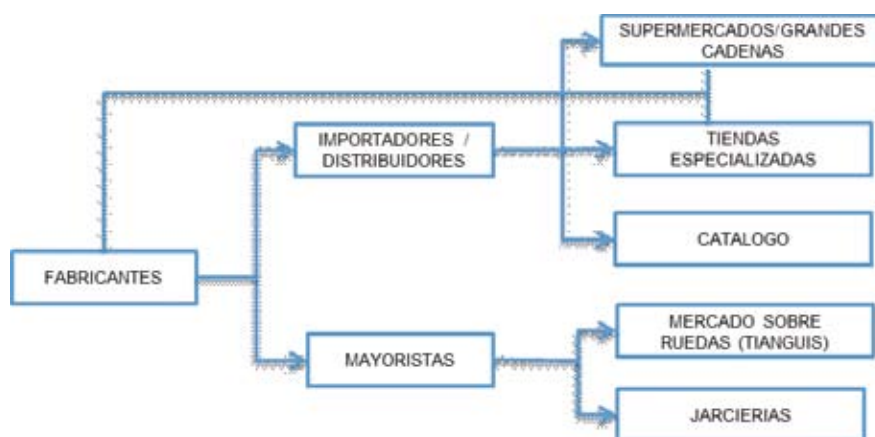 SUPERMERCADOS/GRANDES
CADENAS
IMPORTADORES /
DISTRIBUIDORES
TIENDAS
ESPECIALIZADAS
CATALOGO
FABRICANTES
MERCADO SOBRE
RUEDAS (TIANGUIS)
MAYORISTAS
JARCIERIAS